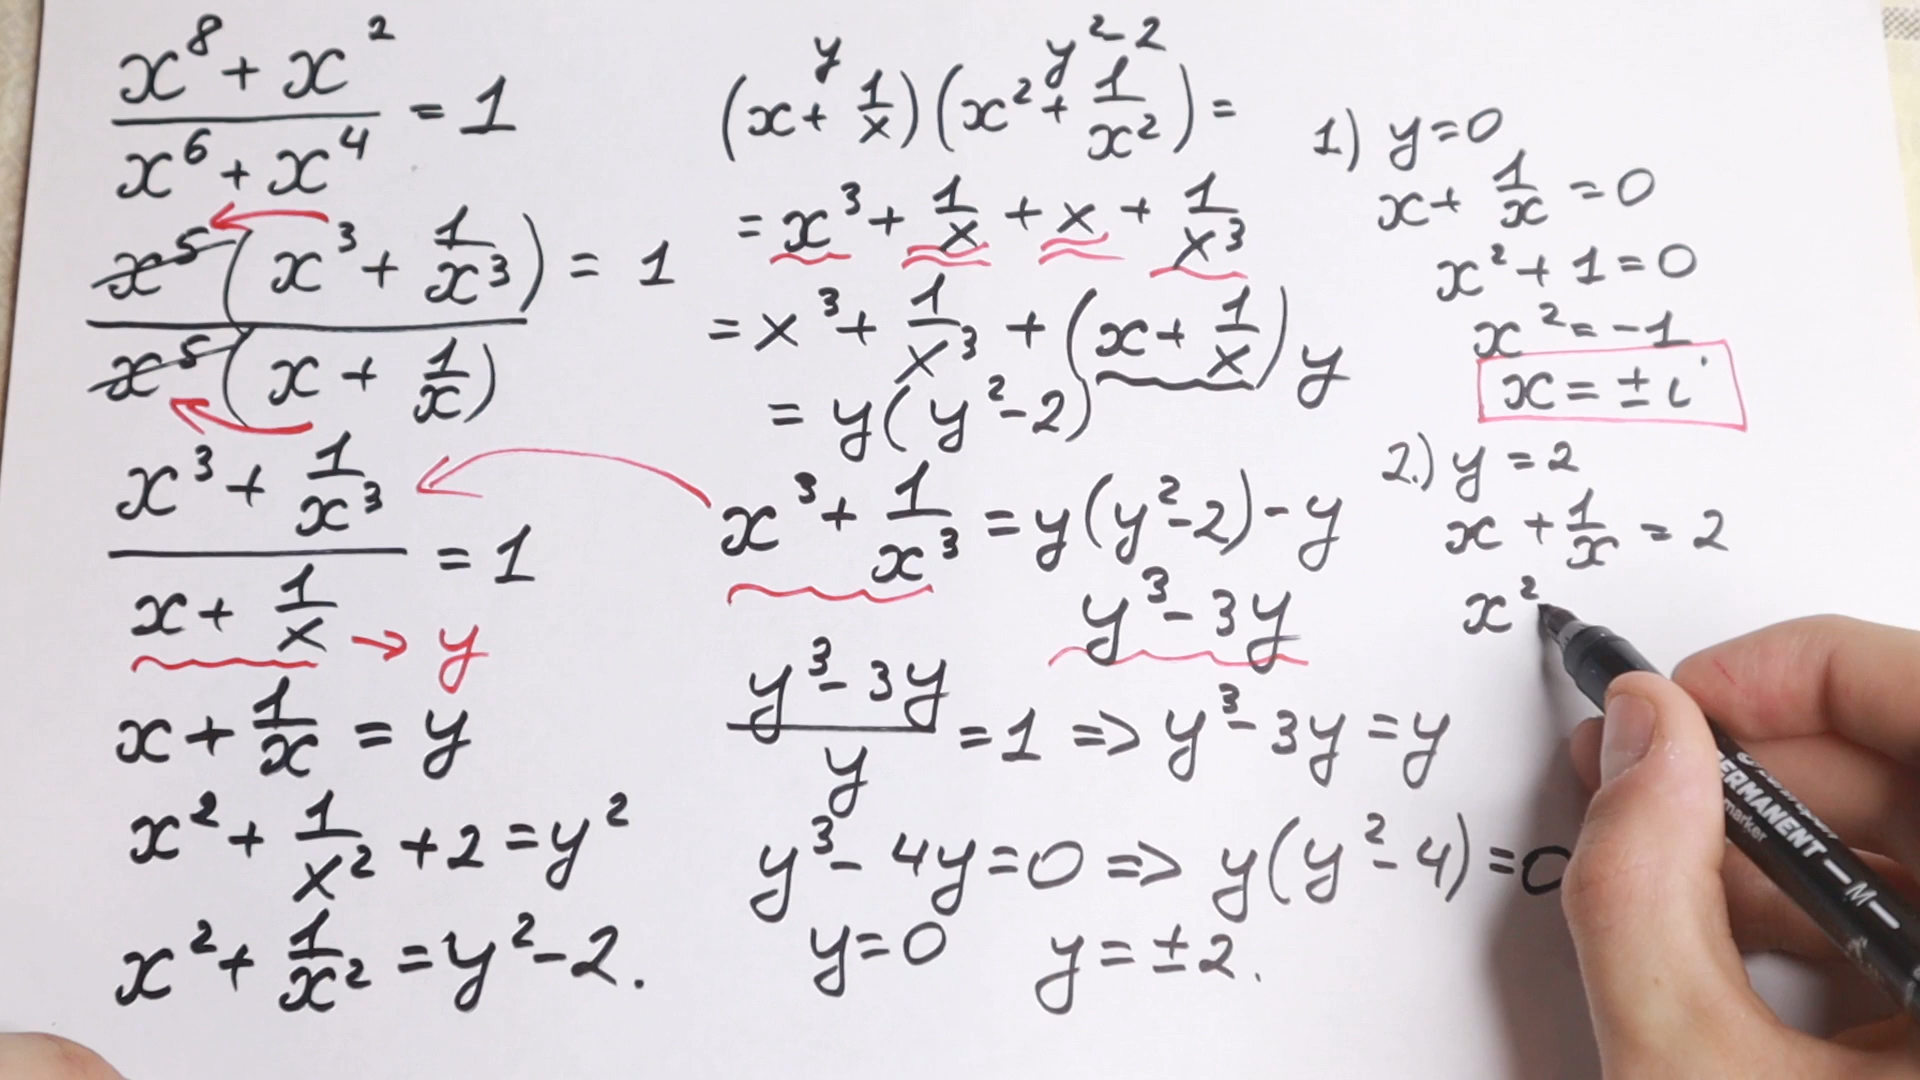 x⁸ + x²
――― = 1
x⁶ + x⁴
x⁵(x³ + 1/x³)
――― = 1
x⁵(x + 1/x)
x³ + 1/x³
――― = 1
x + 1/x → y
x + 1/x = y
x² + 1/x² + 2 = y²
x² + 1/x² = y² - 2.
y y² - 2
(x + 1/x)(x² + 1/x²) =
= x³ + 1/x + x + 1/x³
= x³ + 1/x³ + (x + 1/x) y
= y(y² - 2)
x³ + 1/x³ = y(y² - 2) - y
y³ - 3y
(y³ - 3y)/y = 1 => y³ - 3y = y
y³ - 4y = 0 => y(y² - 4) = 0
y = 0 y = ±2.
1) y = 0
x + 1/x = 0
x² + 1 = 0
x² = -1
x = ±i
2.) y = 2
x + 1/x = 2
x²
PERMANENT — M —
marker